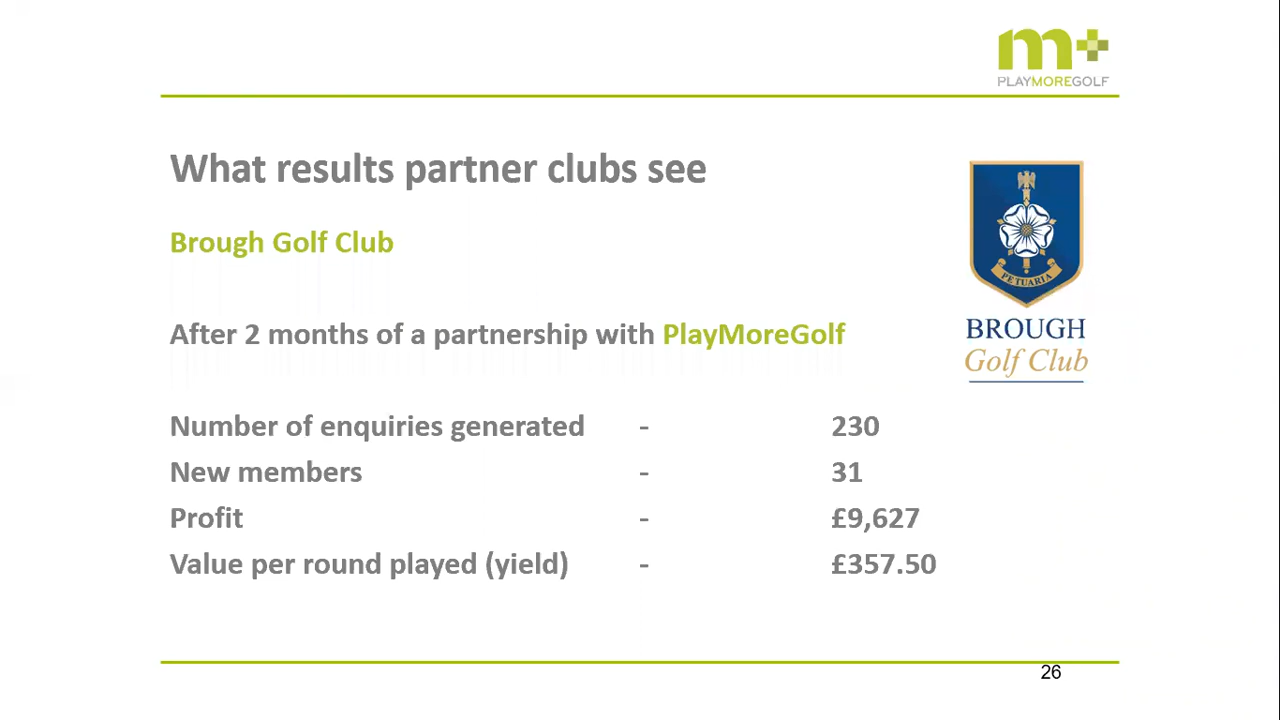 m+
PLAYMOREGOLF
What results partner clubs see
Brough Golf Club
PETUARIA
BROUGH
Golf Club
After 2 months of a partnership with PlayMoreGolf
Number of enquiries generated - 230
New members - 31
Profit - £9,627
Value per round played (yield) - £357.50
26